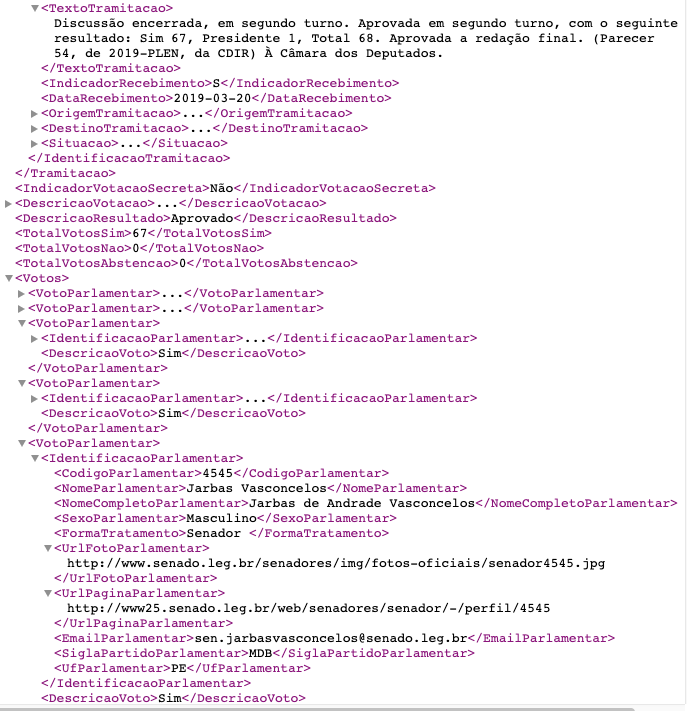 <TextoTramitacao>
Discussão encerrada, em segundo turno. Aprovada em segundo turno, com o seguinte
resultado: Sim 67, Presidente 1, Total 68. Aprovada a redação final. (Parecer
54, de 2019-PLEN, da CDIR) À Câmara dos Deputados.
</TextoTramitacao>
<IndicadorRecebimento>S</IndicadorRecebimento>
<DataRecebimento>2019-03-20</DataRecebimento>
<OrigemTramitacao>...</OrigemTramitacao>
<DestinoTramitacao>...</DestinoTramitacao>
<Situacao>...</Situacao>
</IdentificacaoTramitacao>
</Tramitacao>
<IndicadorVotacaoSecreta>Não</IndicadorVotacaoSecreta>
<DescricaoVotacao>...</DescricaoVotacao>
<DescricaoResultado>Aprovado</DescricaoResultado>
<TotalVotosSim>67</TotalVotosSim>
<TotalVotosNao>0</TotalVotosNao>
<TotalVotosAbstencao>0</TotalVotosAbstencao>
<Votos>
<VotoParlamentar>...</VotoParlamentar>
<VotoParlamentar>...</VotoParlamentar>
<VotoParlamentar>
<IdentificacaoParlamentar>...</IdentificacaoParlamentar>
<DescricaoVoto>Sim</DescricaoVoto>
</VotoParlamentar>
<VotoParlamentar>
<IdentificacaoParlamentar>...</IdentificacaoParlamentar>
<DescricaoVoto>Sim</DescricaoVoto>
</VotoParlamentar>
<VotoParlamentar>
<IdentificacaoParlamentar>
<CodigoParlamentar>4545</CodigoParlamentar>
<NomeParlamentar>Jarbas Vasconcelos</NomeParlamentar>
<NomeCompletoParlamentar>Jarbas de Andrade Vasconcelos</NomeCompletoParlamentar>
<SexoParlamentar>Masculino</SexoParlamentar>
<FormaTratamento>Senador </FormaTratamento>
<UrlFotoParlamentar>
http://www.senado.leg.br/senadores/img/fotos-oficiais/senador4545.jpg
</UrlFotoParlamentar>
<UrlPaginaParlamentar>
http://www25.senado.leg.br/web/senadores/senador/-/perfil/4545
</UrlPaginaParlamentar>
<EmailParlamentar>sen.jarbasvasconcelos@senado.leg.br</EmailParlamentar>
<SiglaPartidoParlamentar>MDB</SiglaPartidoParlamentar>
<UfParlamentar>PE</UfParlamentar>
</IdentificacaoParlamentar>
<DescricaoVoto>Sim</DescricaoVoto>